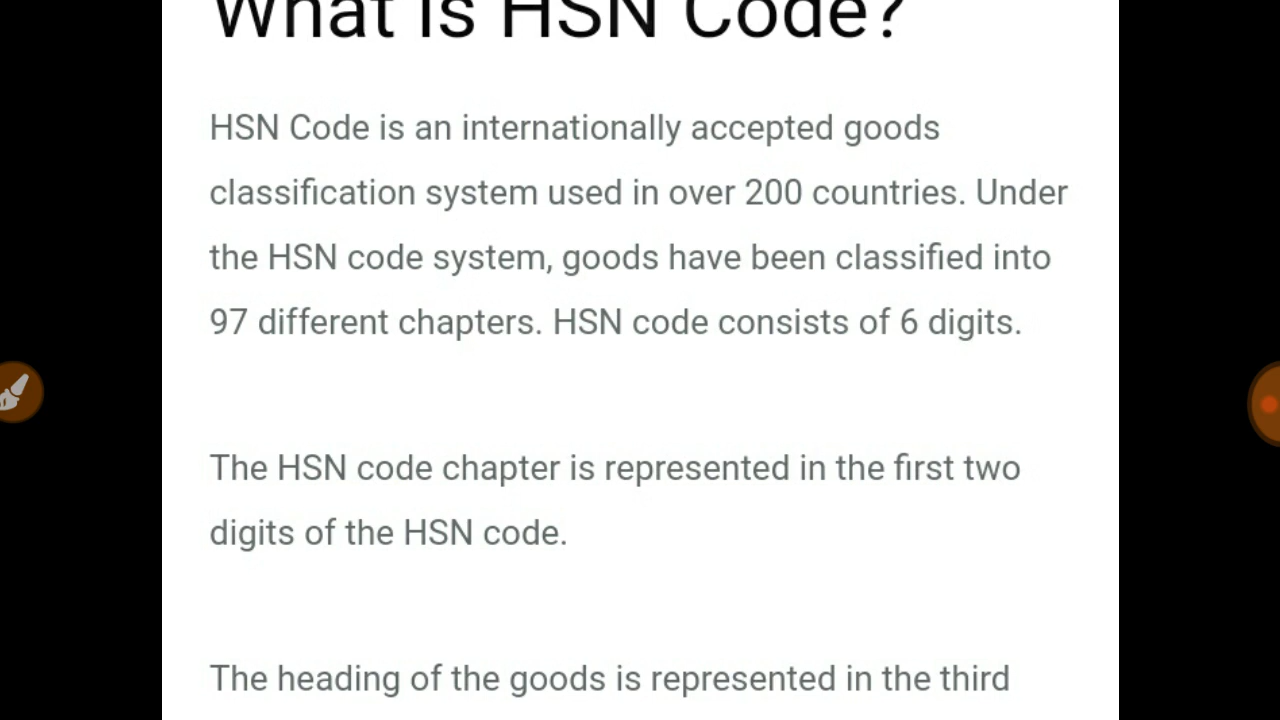 What is HSN Code?
HSN Code is an internationally accepted goods
classification system used in over 200 countries. Under
the HSN code system, goods have been classified into
97 different chapters. HSN code consists of 6 digits.
The HSN code chapter is represented in the first two
digits of the HSN code.
The heading of the goods is represented in the third